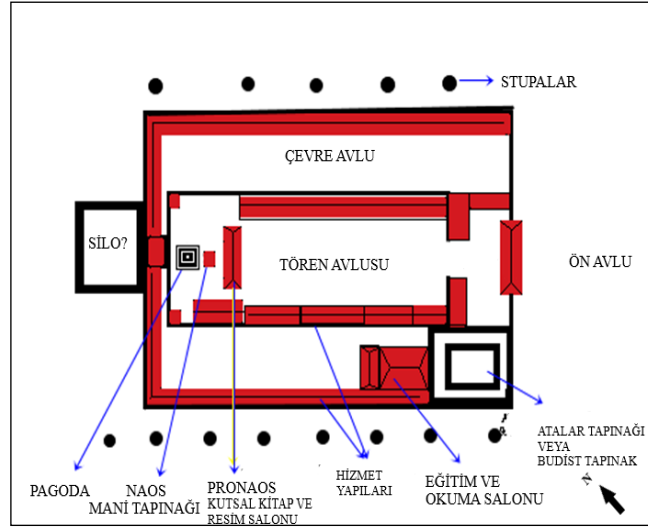 STUPALAR
ÇEVRE AVLU
SİLO?
TÖREN AVLUSU
ÖN AVLU
PAGODA
NAOS
MANİ TAPINAĞI
PRONAOS
KUTSAL KİTAP VE
RESİM SALONU
HİZMET
YAPILARI
EĞİTİM VE
OKUMA SALONU
ATALAR TAPINAĞI
VEYA
BUDİST TAPINAK
N